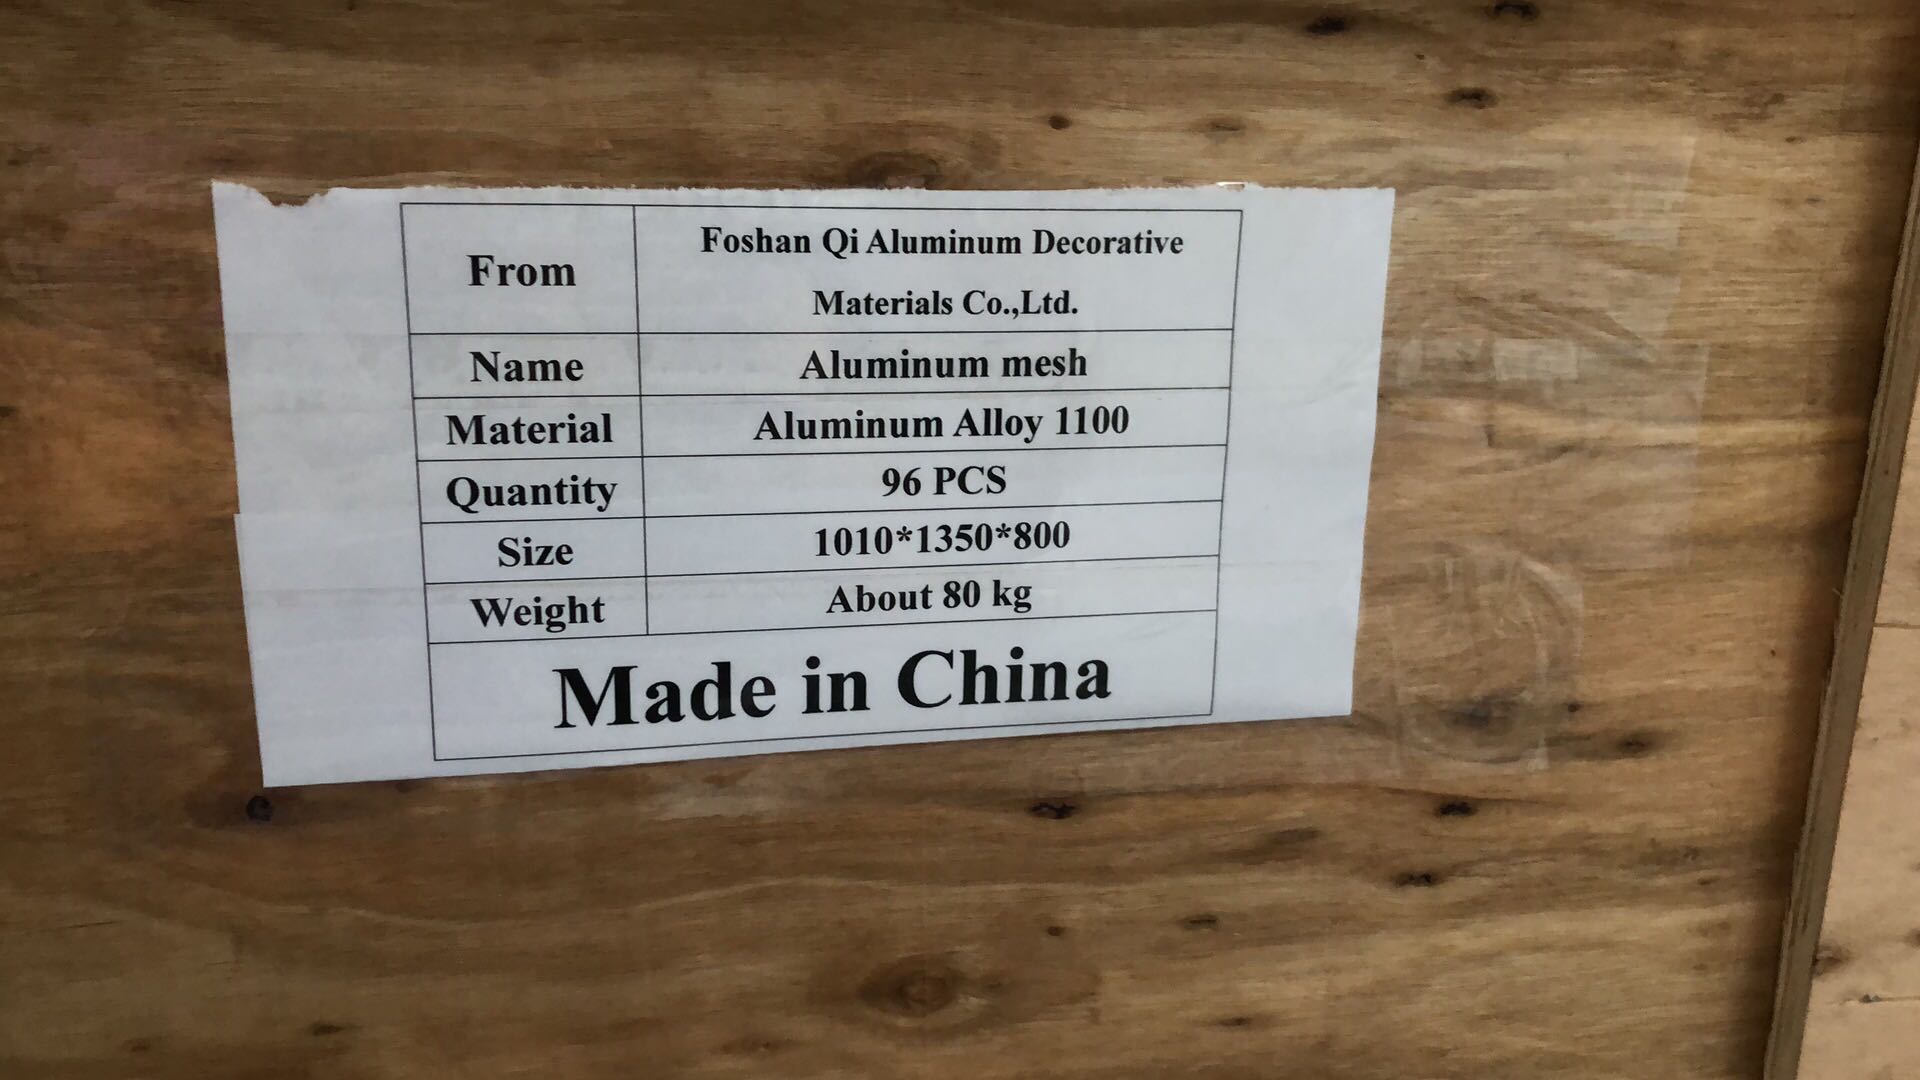 From Foshan Qi Aluminum Decorative
Materials Co.,Ltd.
Name Aluminum mesh
Material Aluminum Alloy 1100
Quantity 96 PCS
Size 1010*1350*800
Weight About 80 kg
Made in China